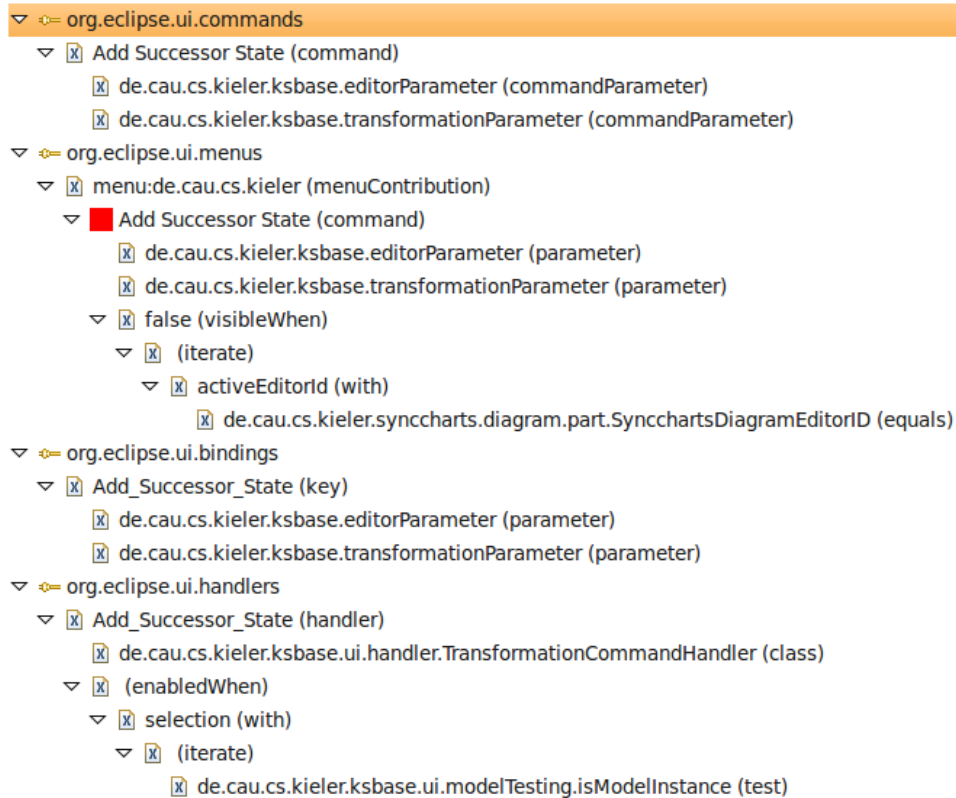 org.eclipse.ui.commands
Add Successor State (command)
de.cau.cs.kieler.ksbase.editorParameter (commandParameter)
de.cau.cs.kieler.ksbase.transformationParameter (commandParameter)
org.eclipse.ui.menus
menu:de.cau.cs.kieler (menuContribution)
Add Successor State (command)
de.cau.cs.kieler.ksbase.editorParameter (parameter)
de.cau.cs.kieler.ksbase.transformationParameter (parameter)
false (visibleWhen)
(iterate)
activeEditorId (with)
de.cau.cs.kieler.synccharts.diagram.part.SyncchartsDiagramEditorID (equals)
org.eclipse.ui.bindings
Add_Successor_State (key)
de.cau.cs.kieler.ksbase.editorParameter (parameter)
de.cau.cs.kieler.ksbase.transformationParameter (parameter)
org.eclipse.ui.handlers
Add_Successor_State (handler)
de.cau.cs.kieler.ksbase.ui.handler.TransformationCommandHandler (class)
(enabledWhen)
selection (with)
(iterate)
de.cau.cs.kieler.ksbase.ui.modelTesting.isModelInstance (test)